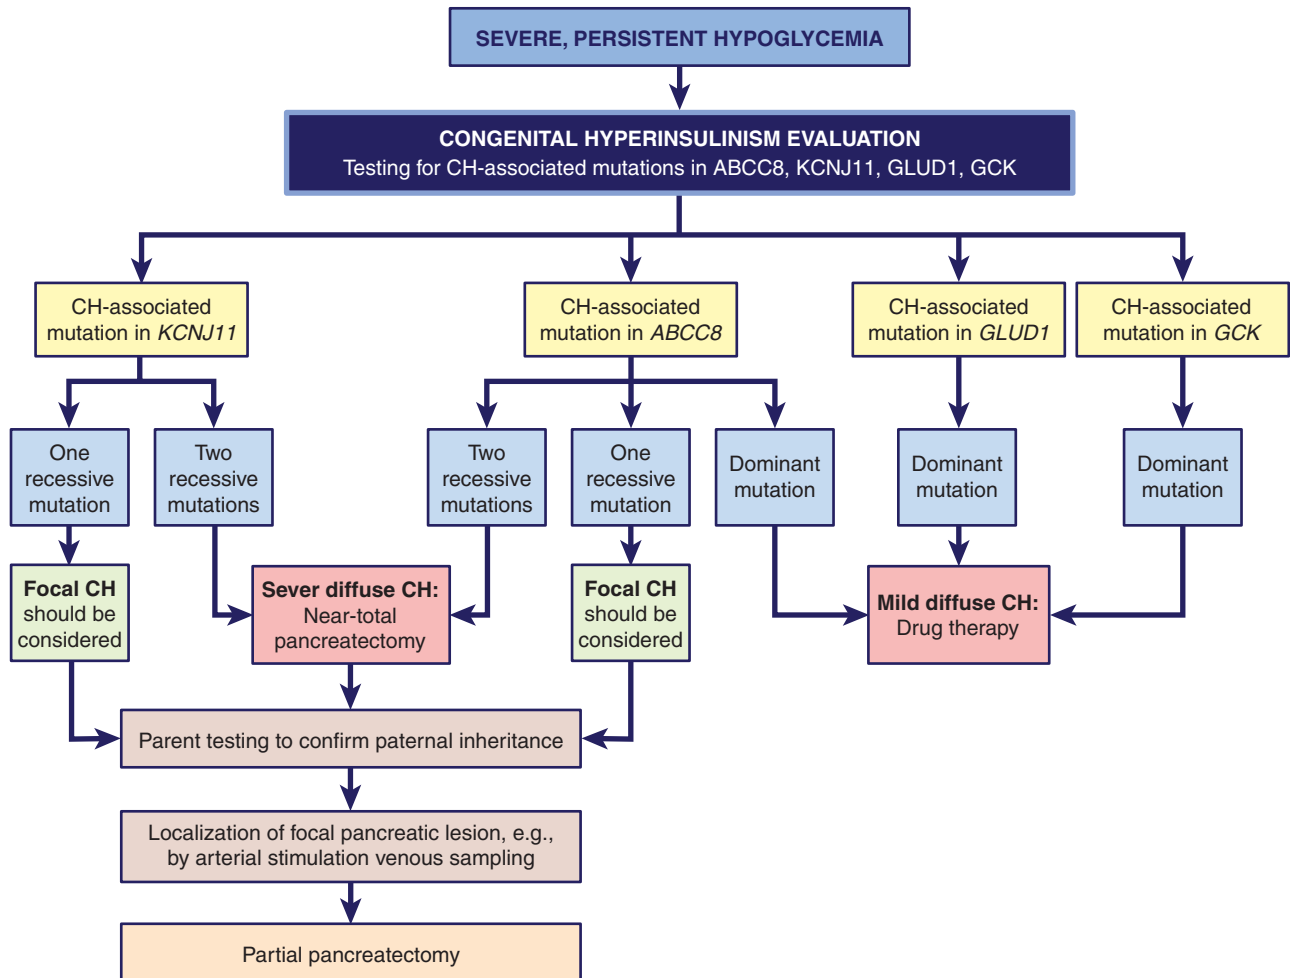 SEVERE, PERSISTENT HYPOGLYCEMIA
CONGENITAL HYPERINSULINISM EVALUATION
Testing for CH-associated mutations in ABCC8, KCNJ11, GLUD1, GCK
CH-associated
mutation in KCNJ11
CH-associated
mutation in ABCC8
CH-associated
mutation in GLUD1
CH-associated
mutation in GCK
One
recessive
mutation
Two
recessive
mutations
Two
recessive
mutations
One
recessive
mutation
Dominant
mutation
Dominant
mutation
Dominant
mutation
Focal CH
should be
considered
Sever diffuse CH:
Near-total
pancreatectomy
Focal CH
should be
considered
Mild diffuse CH:
Drug therapy
Parent testing to confirm paternal inheritance
Localization of focal pancreatic lesion, e.g.,
by arterial stimulation venous sampling
Partial pancreatectomy